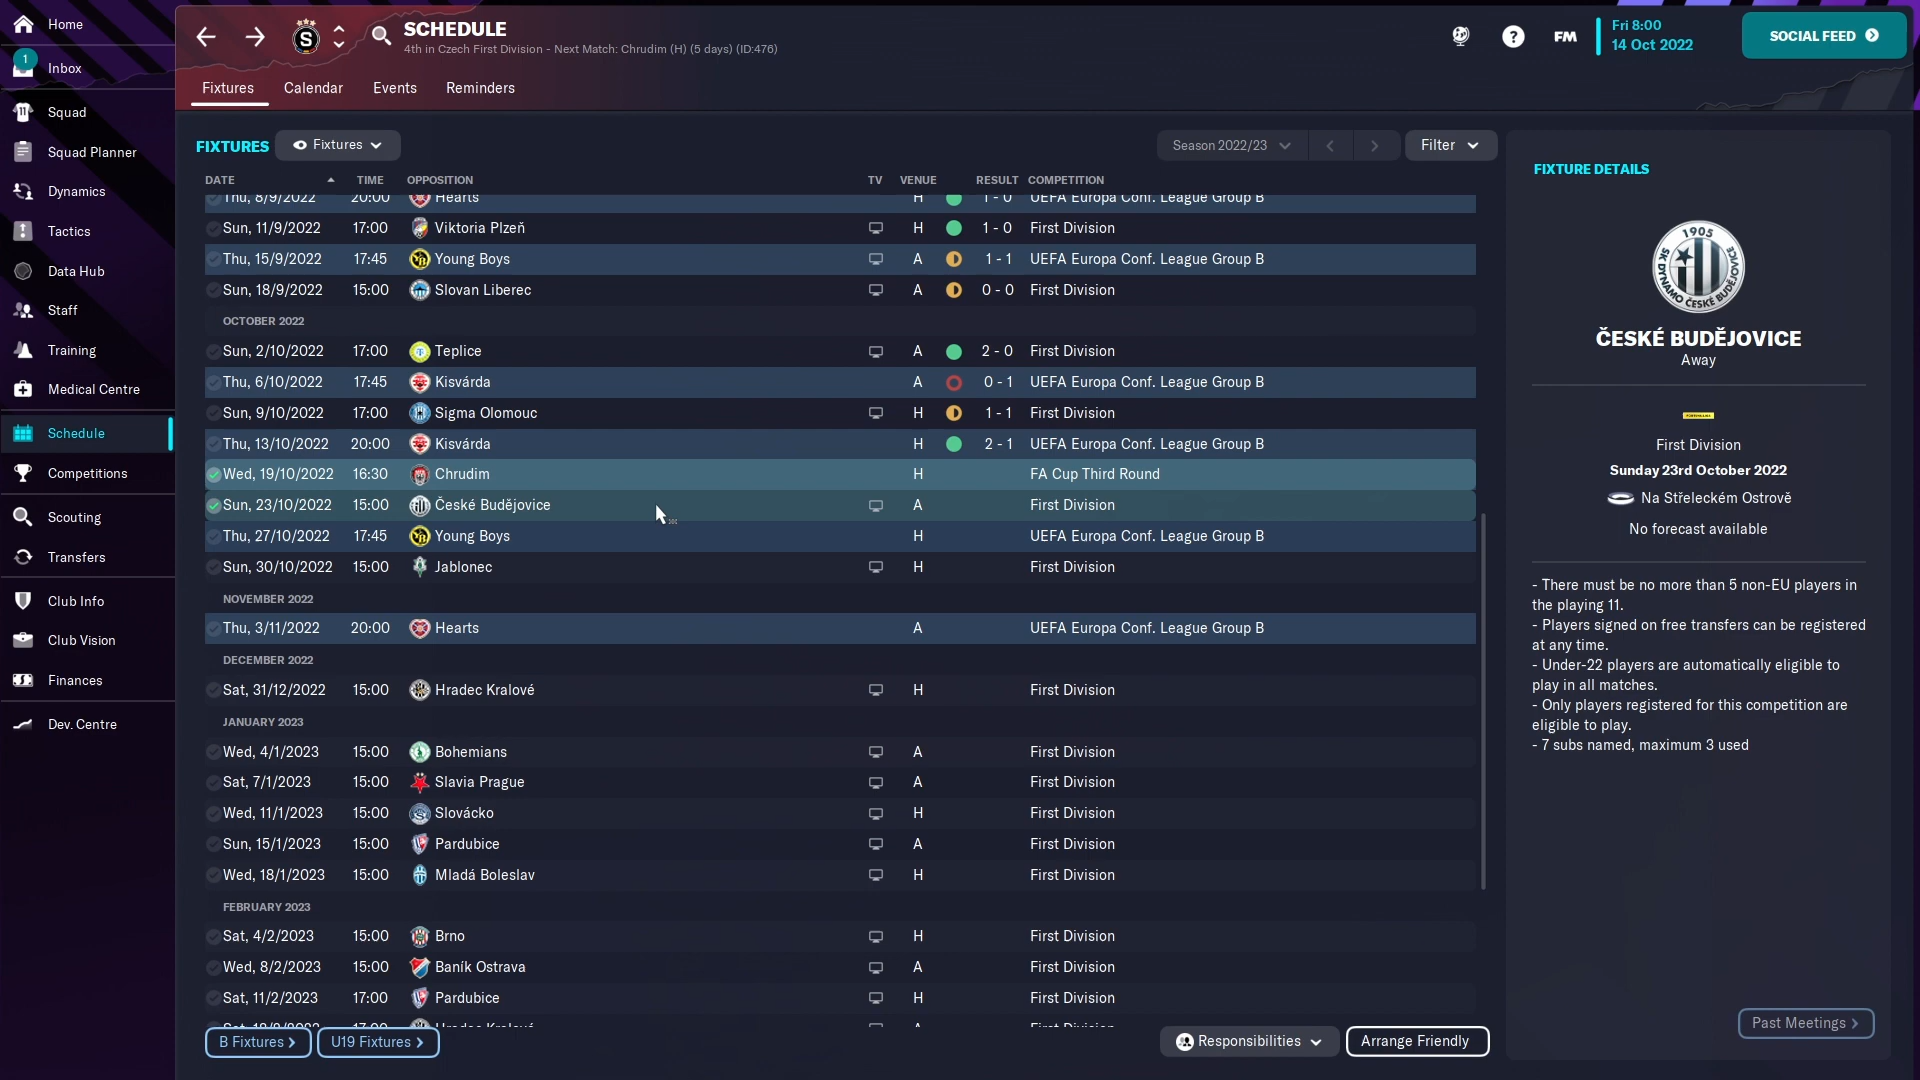 Home
SCHEDULE
4th in Czech First Division - Next Match: Chrudim (H) (5 days) (ID:476)
FM
Fri 8:00
14 Oct 2022
SOCIAL FEED
1
Inbox
Fixtures
Calendar
Events
Reminders
Squad
Squad Planner
Dynamics
Tactics
Data Hub
Staff
Training
Medical Centre
Schedule
Competitions
Scouting
Transfers
Club Info
Club Vision
Finances
Dev. Centre
FIXTURES
Fixtures
Season 2022/23
Filter
DATE TIME OPPOSITION TV VENUE RESULT COMPETITION
Thu, 8/9/2022 20:00 Hearts H 1 - 0 UEFA Europa Conf. League Group B
Sun, 11/9/2022 17:00 Viktoria Plzeň H 1 - 0 First Division
Thu, 15/9/2022 17:45 Young Boys A 1 - 1 UEFA Europa Conf. League Group B
Sun, 18/9/2022 15:00 Slovan Liberec A 0 - 0 First Division
OCTOBER 2022
Sun, 2/10/2022 17:00 Teplice A 2 - 0 First Division
Thu, 6/10/2022 17:45 Kisvárda A 0 - 1 UEFA Europa Conf. League Group B
Sun, 9/10/2022 17:00 Sigma Olomouc H 1 - 1 First Division
Thu, 13/10/2022 20:00 Kisvárda H 2 - 1 UEFA Europa Conf. League Group B
Wed, 19/10/2022 16:30 Chrudim H FA Cup Third Round
Sun, 23/10/2022 15:00 České Budějovice A First Division
Thu, 27/10/2022 17:45 Young Boys H UEFA Europa Conf. League Group B
Sun, 30/10/2022 15:00 Jablonec H First Division
NOVEMBER 2022
Thu, 3/11/2022 20:00 Hearts A UEFA Europa Conf. League Group B
DECEMBER 2022
Sat, 31/12/2022 15:00 Hradec Kralové H First Division
JANUARY 2023
Wed, 4/1/2023 15:00 Bohemians A First Division
Sat, 7/1/2023 15:00 Slavia Prague A First Division
Wed, 11/1/2023 15:00 Slovácko H First Division
Sun, 15/1/2023 15:00 Pardubice A First Division
Wed, 18/1/2023 15:00 Mladá Boleslav H First Division
FEBRUARY 2023
Sat, 4/2/2023 15:00 Brno H First Division
Wed, 8/2/2023 15:00 Baník Ostrava A First Division
Sat, 11/2/2023 17:00 Pardubice H First Division
B Fixtures
U19 Fixtures
Responsibilities
Arrange Friendly
FIXTURE DETAILS
1905
SK DYNAMO ČESKÉ BUDĚJOVICE
ČESKÉ BUDĚJOVICE
Away
First Division
Sunday 23rd October 2022
Na Střeleckém Ostrově
No forecast available
- There must be no more than 5 non-EU players in
the playing 11.
- Players signed on free transfers can be registered
at any time.
- Under-22 players are automatically eligible to
play in all matches.
- Only players registered for this competition are
eligible to play.
- 7 subs named, maximum 3 used
Past Meetings